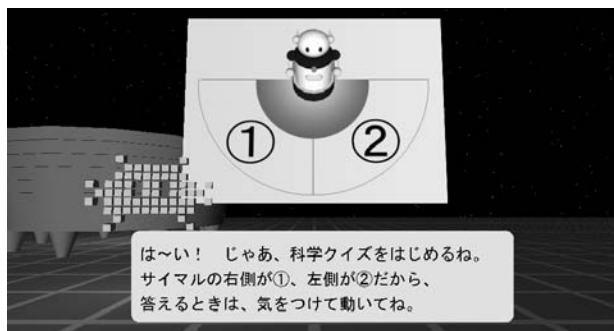 ① ②
は～い！　じゃあ、科学クイズをはじめるね。
サイマルの右側が①、左側が②だから、
答えるときは、気をつけて動いてね。